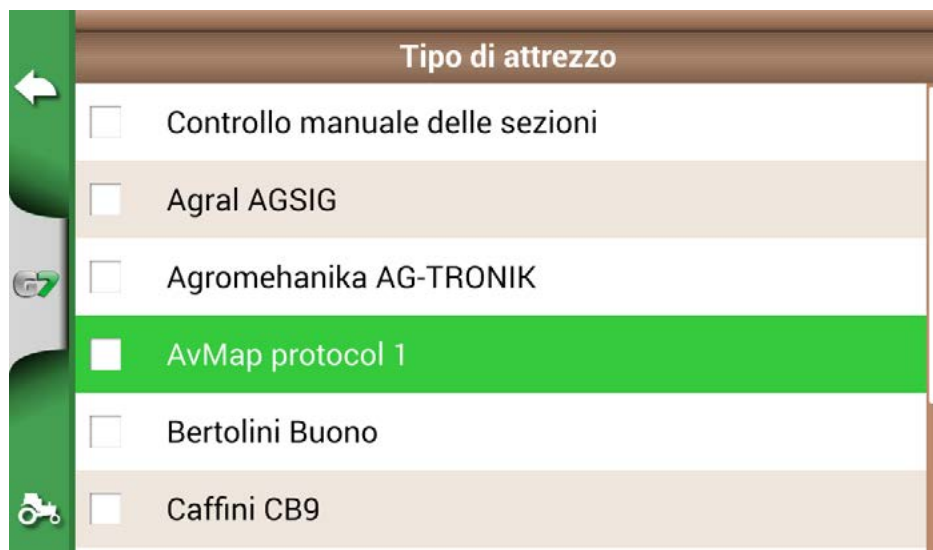 Tipo di attrezzo
Controllo manuale delle sezioni
Agral AGSIG
Agromehanika AG-TRONIK
G7
AvMap protocol 1
Bertolini Buono
Caffini CB9